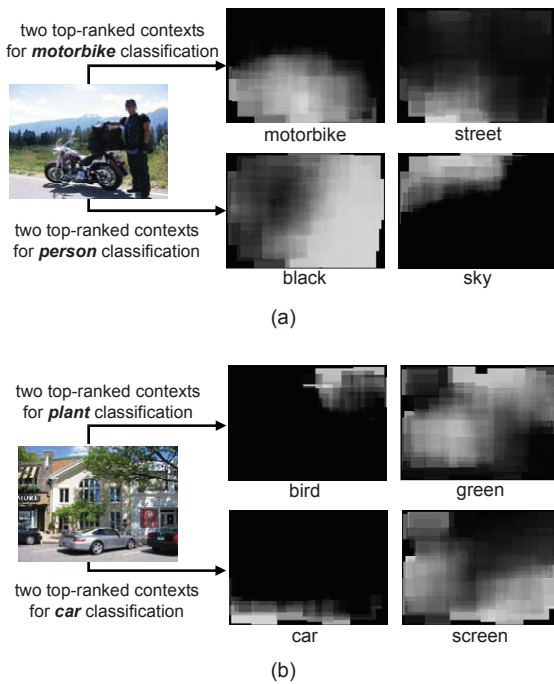 two top-ranked contexts
for motorbike classification
motorbike
street
two top-ranked contexts
for person classification
black
sky
(a)
two top-ranked contexts
for plant classification
bird
green
MORE
two top-ranked contexts
for car classification
car
screen
(b)